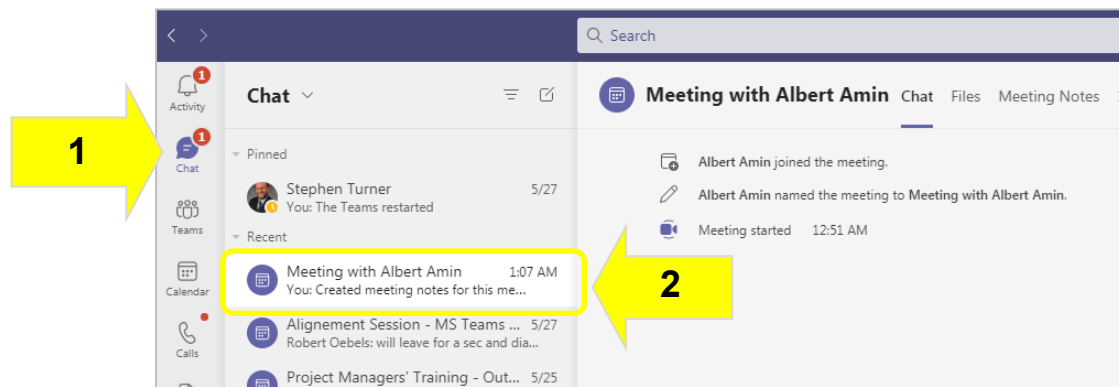 Search
1
Activity
1
Chat
Teams
Calendar
Calls
Chat
Pinned
Stephen Turner 5/27
You: The Teams restarted
Recent
Meeting with Albert Amin 1:07 AM
You: Created meeting notes for this me...
Alignement Session - MS Teams ... 5/27
Robert Oebels: will leave for a sec and dia...
Project Managers' Training - Out... 5/25
Meeting with Albert Amin Chat Files Meeting Notes
Albert Amin joined the meeting.
Albert Amin named the meeting to Meeting with Albert Amin.
Meeting started 12:51 AM
1
2